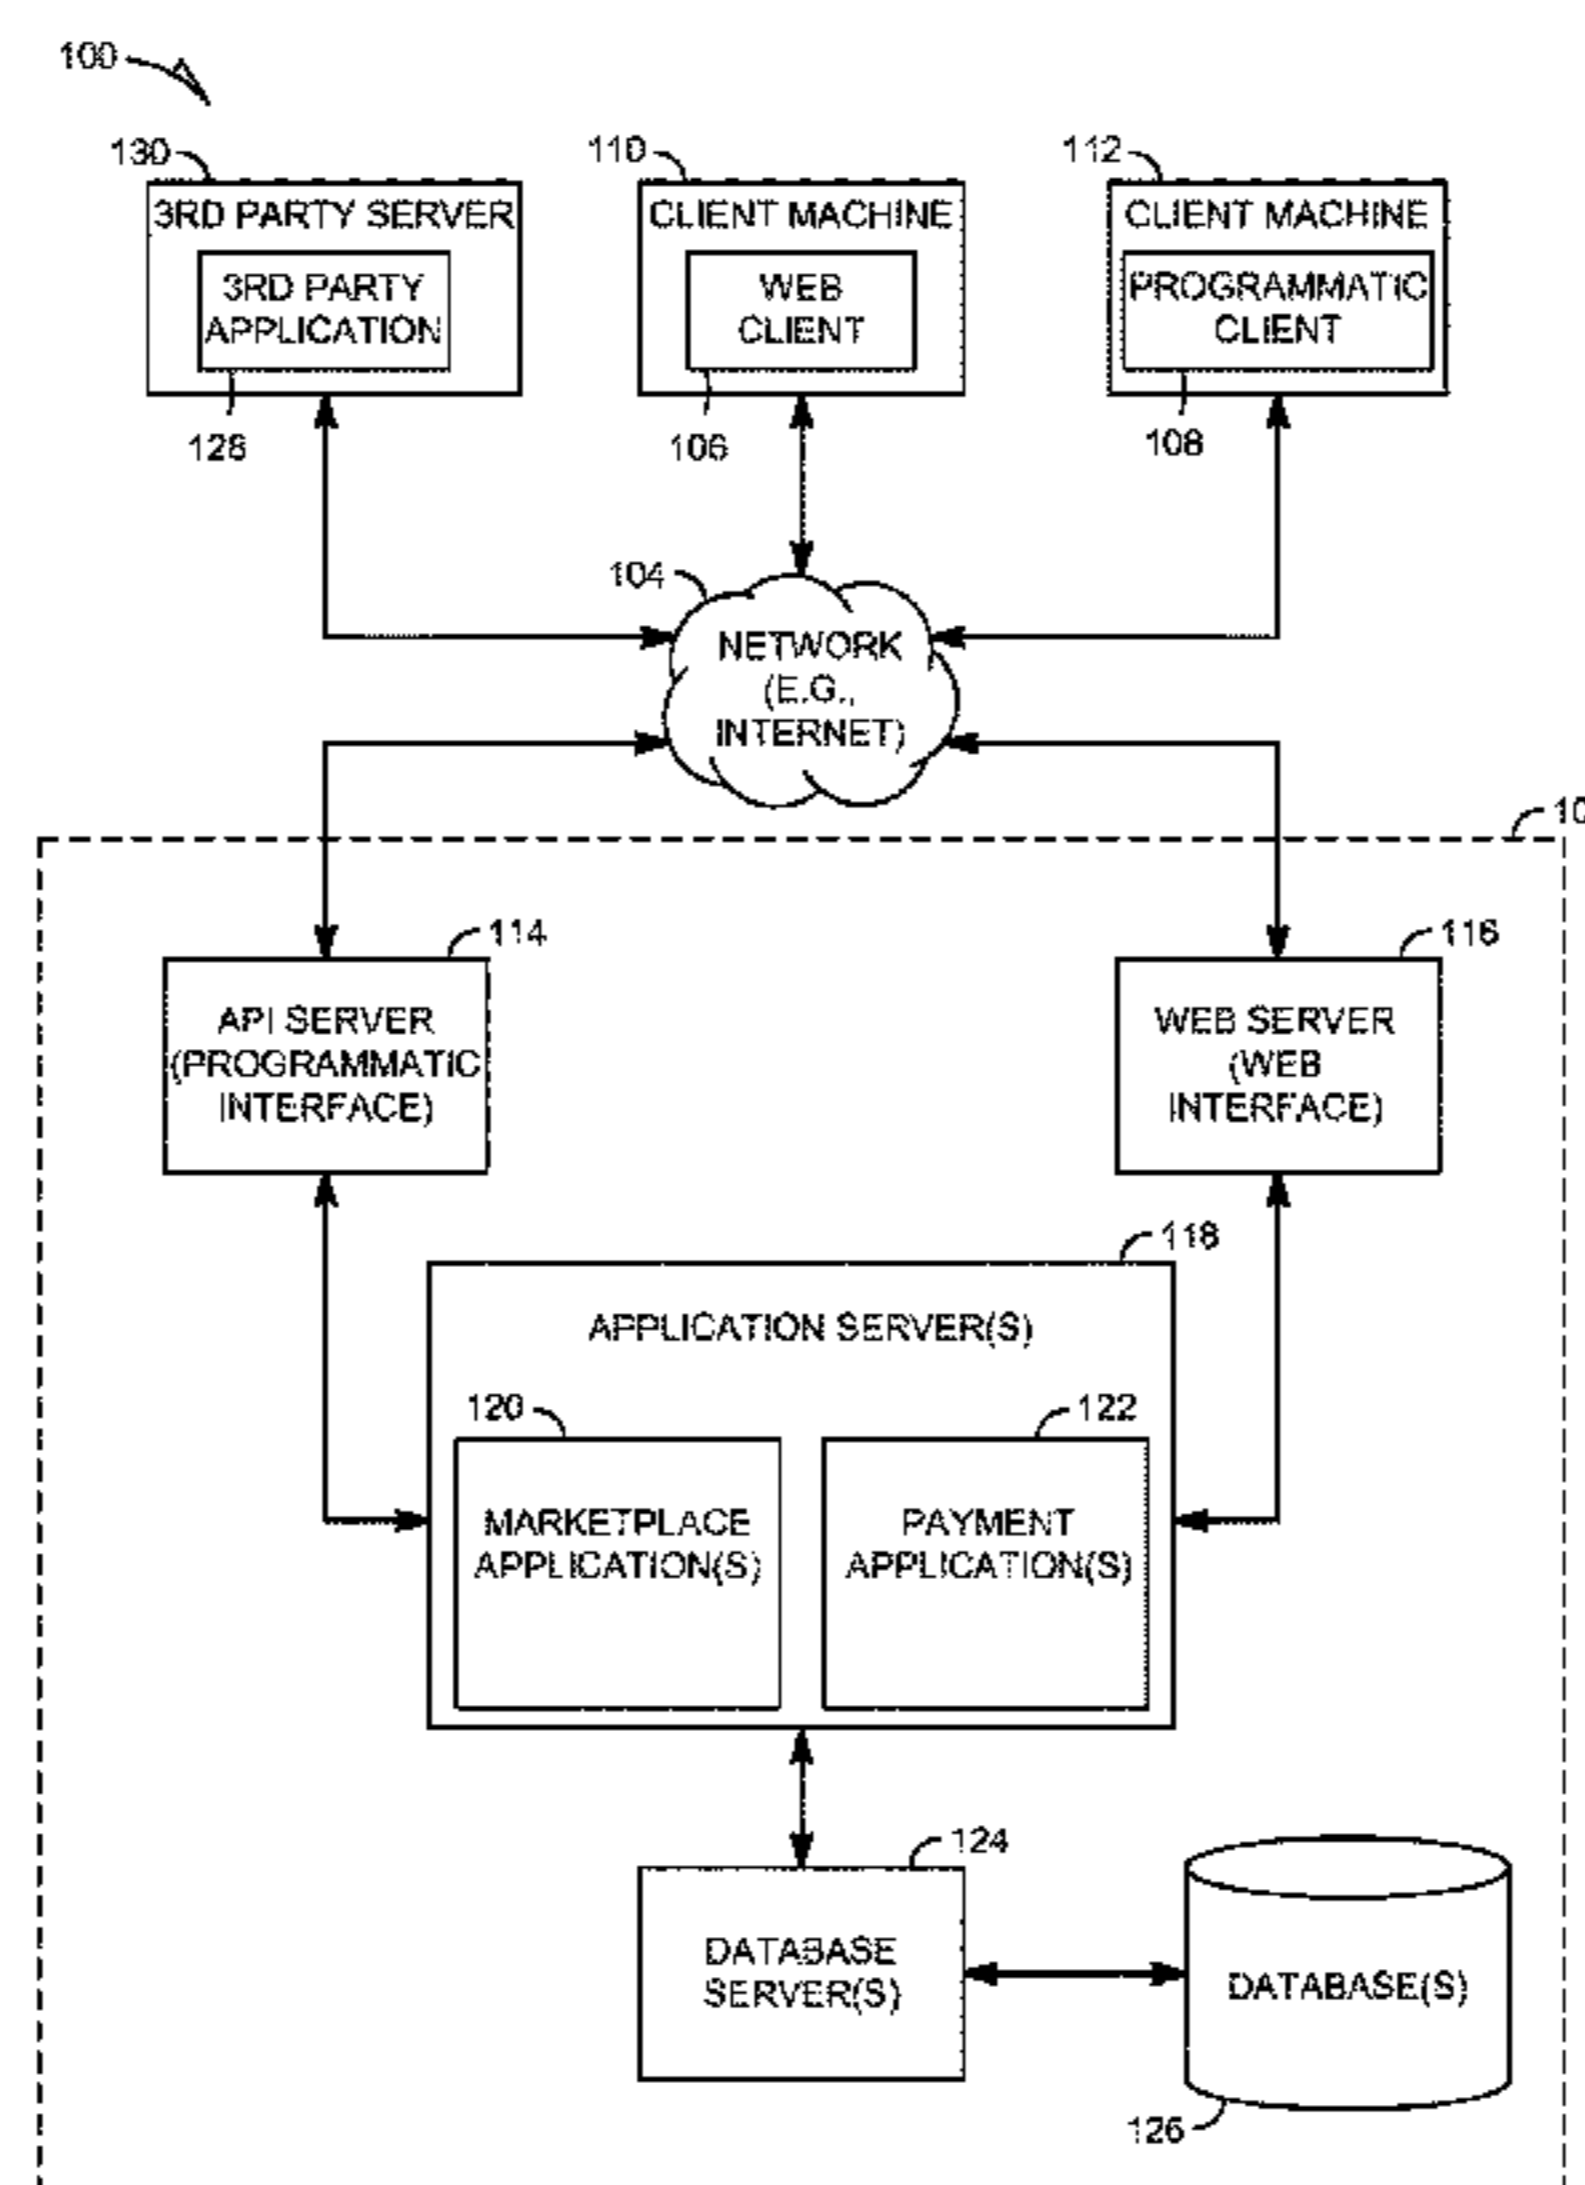 100
130
110
112
3RD PARTY SERVER
CLIENT MACHINE
CLIENT MACHINE
3RD PARTY
APPLICATION
WEB
CLIENT
PROGRAMMATIC
CLIENT
128
106
108
104
NETWORK
(E.G.,
INTERNET)
10
114
116
API SERVER
(PROGRAMMATIC
INTERFACE)
WEB SERVER
(WEB
INTERFACE)
118
APPLICATION SERVER(S)
120
122
MARKETPLACE
APPLICATION(S)
PAYMENT
APPLICATION(S)
124
DATABASE
SERVER(S)
DATABASE(S)
126